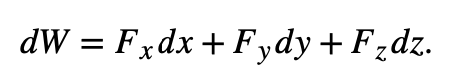 dW = F_x dx + F_y dy + F_z dz.